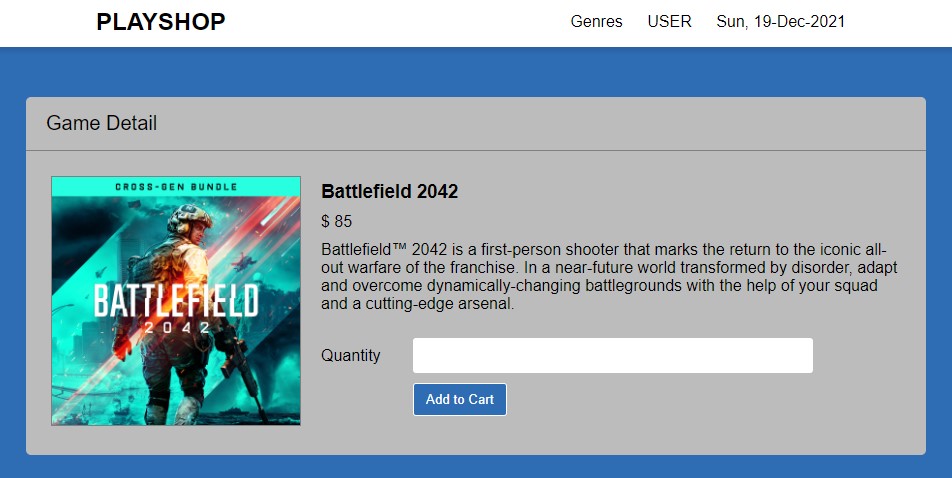 PLAYSHOP
Genres USER Sun, 19-Dec-2021
Game Detail
CROSS-GEN BUNDLE
BATTLEFIELD
2042
Battlefield 2042
$ 85
Battlefield™ 2042 is a first-person shooter that marks the return to the iconic all-
out warfare of the franchise. In a near-future world transformed by disorder, adapt
and overcome dynamically-changing battlegrounds with the help of your squad
and a cutting-edge arsenal.
Quantity
Add to Cart